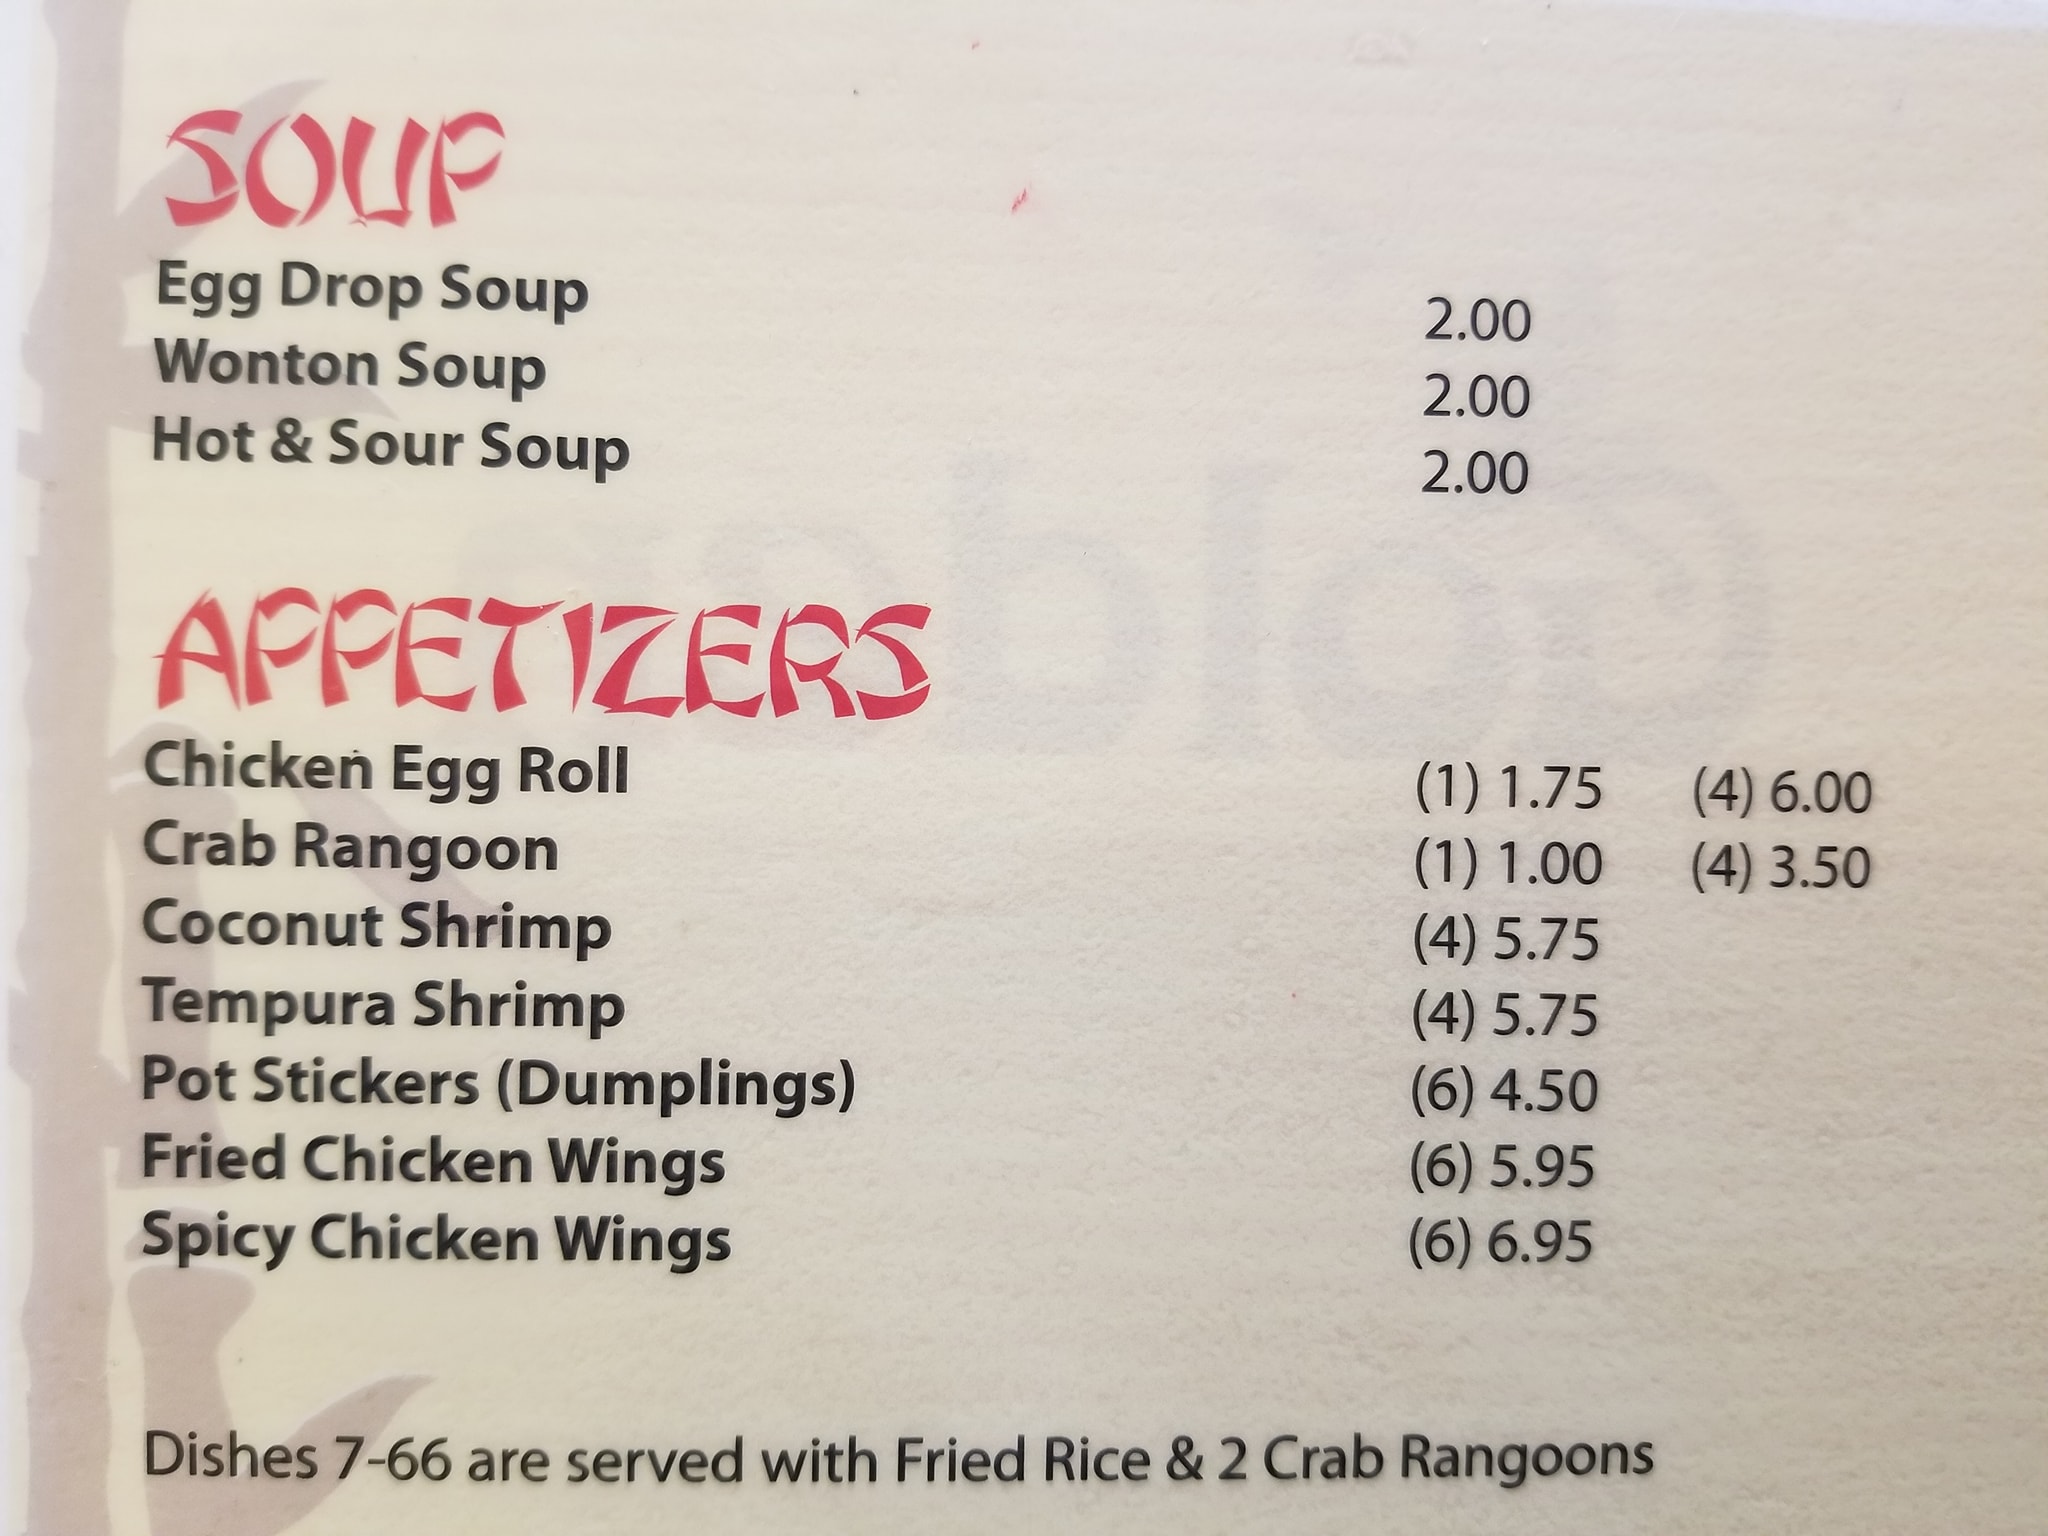 SOUP
Egg Drop Soup 2.00
Wonton Soup 2.00
Hot & Sour Soup 2.00
APPETIZERS
Chicken Egg Roll (1) 1.75 (4) 6.00
Crab Rangoon (1) 1.00 (4) 3.50
Coconut Shrimp (4) 5.75
Tempura Shrimp (4) 5.75
Pot Stickers (Dumplings) (6) 4.50
Fried Chicken Wings (6) 5.95
Spicy Chicken Wings (6) 6.95
Dishes 7-66 are served with Fried Rice & 2 Crab Rangoons